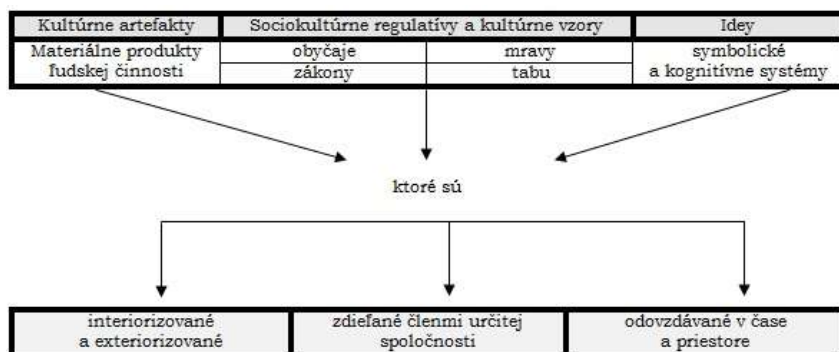 Kultúrne artefakty
Sociokultúrne regulatívy a kultúrne vzory
Idey
Materiálne produkty
ľudskej činnosti
obyčaje
mravy
zákony
tabu
symbolické
a kognitívne systémy
ktoré sú
interiorizované
a exteriorizované
zdieľané členmi určitej
spoločnosti
odovzdávané v čase
a priestore